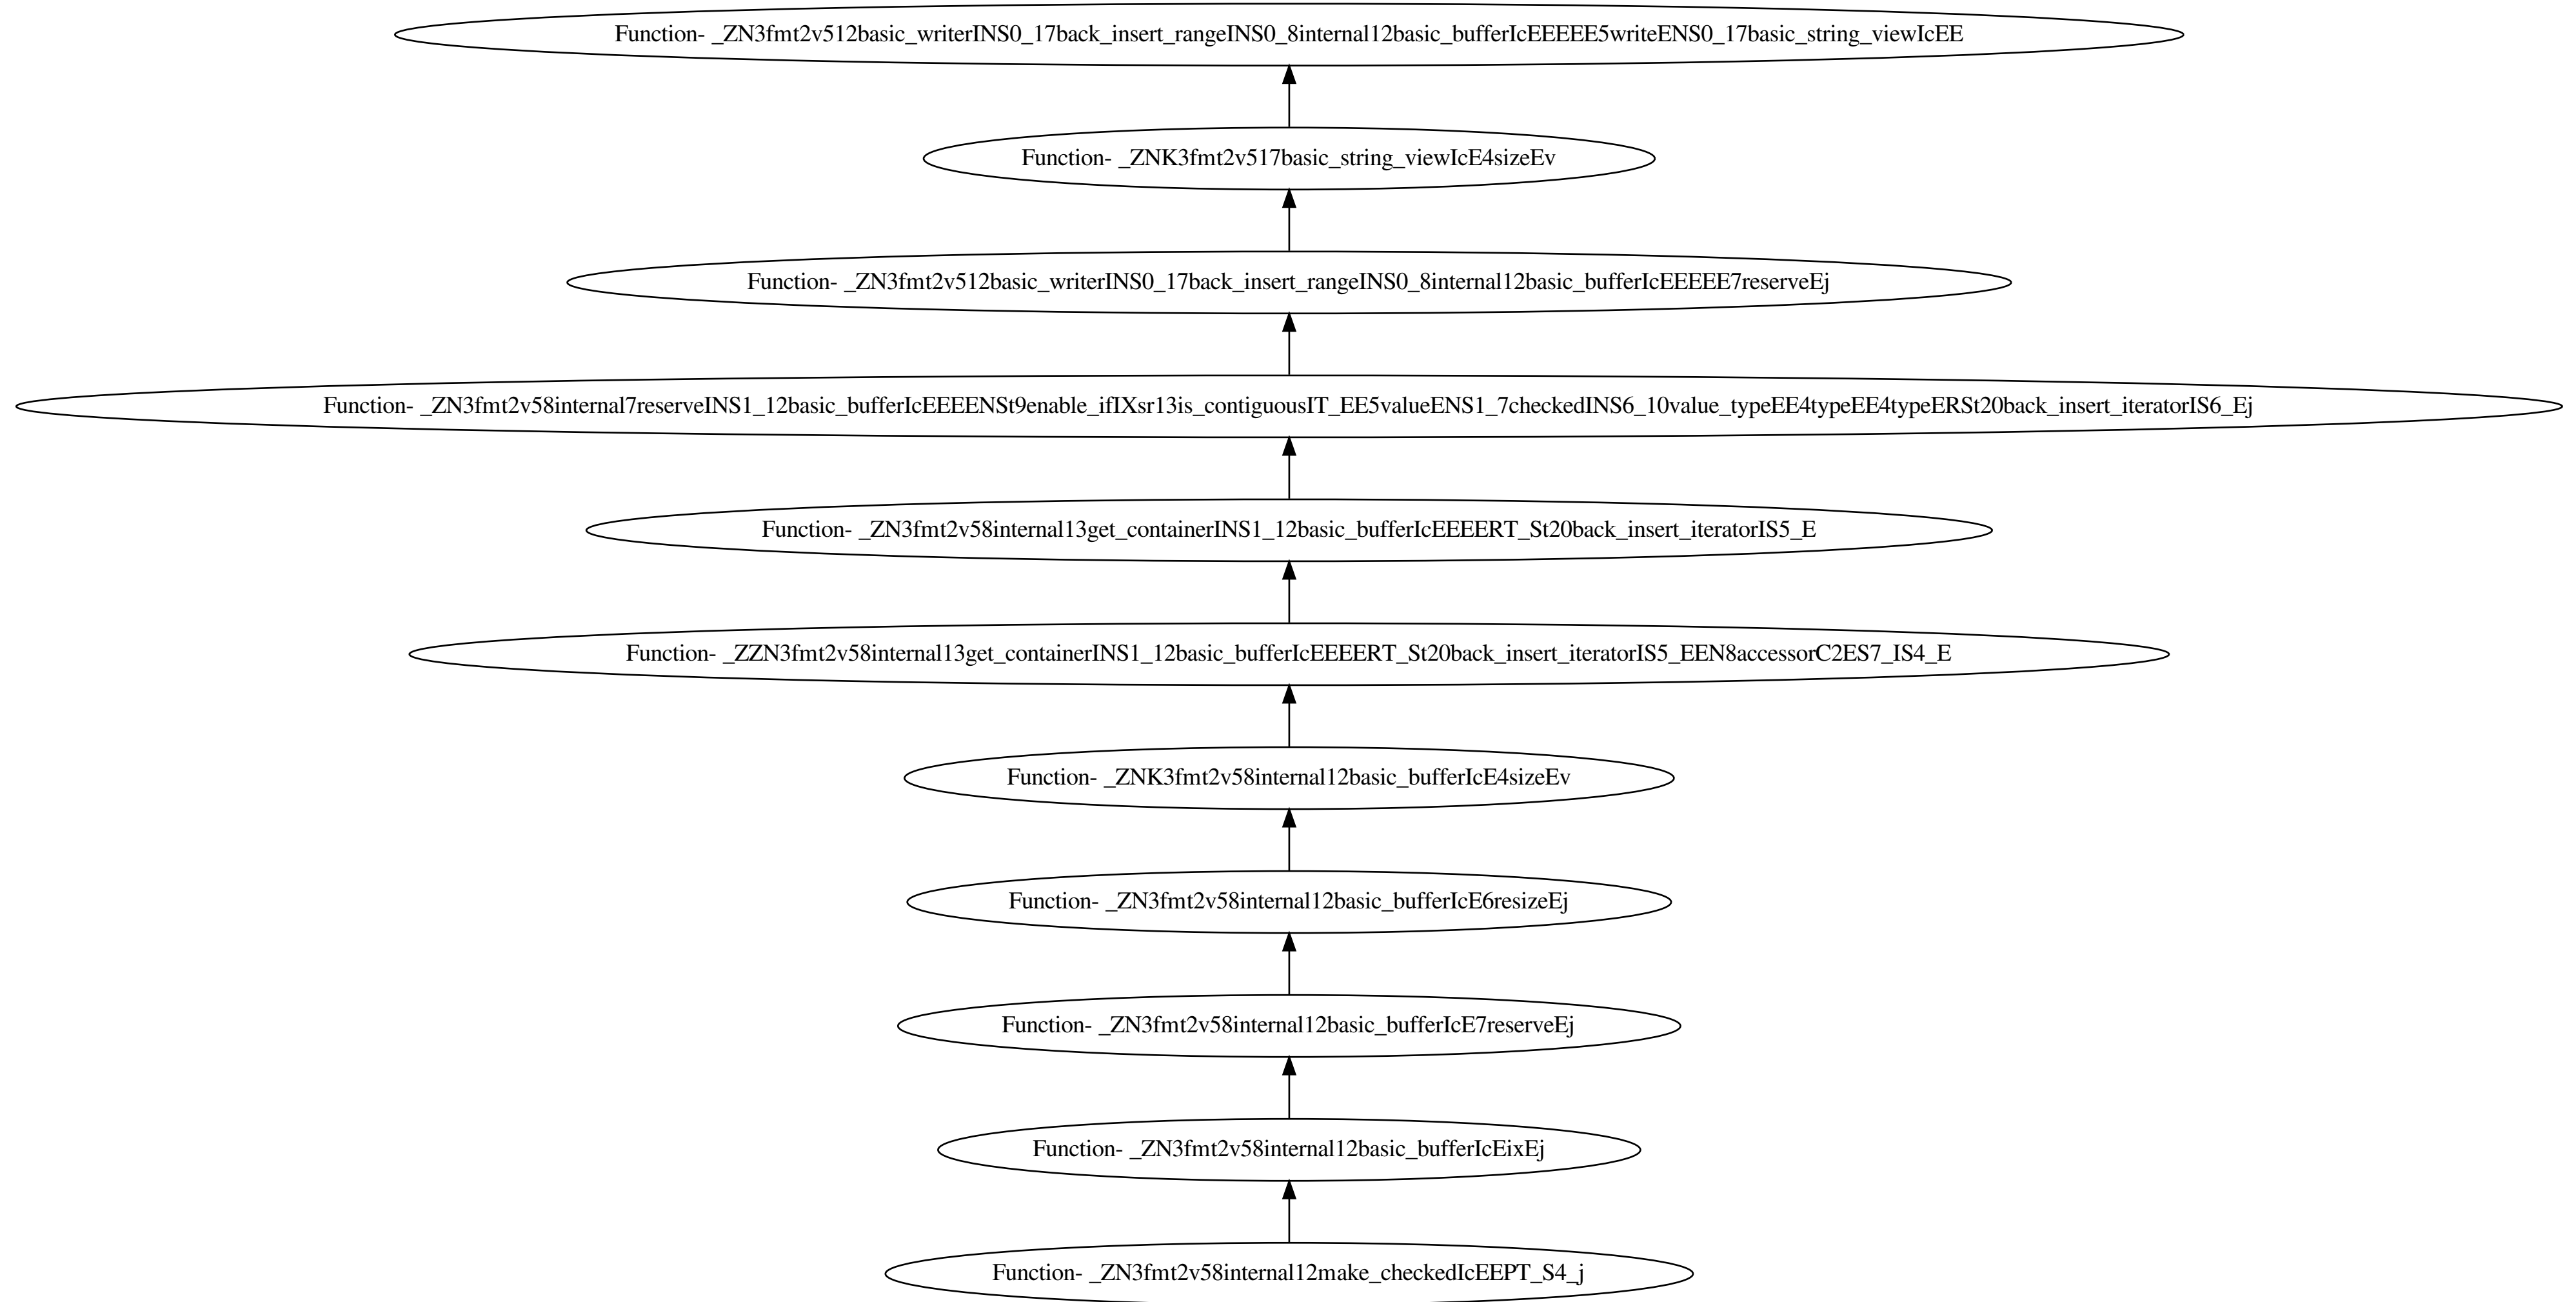 Function- _ZN3fmt2v512basic_writerINS0_17back_insert_rangeINS0_8internal12basic_bufferIcEEEEE5writeENS0_17basic_string_viewIcEE
Function- _ZNK3fmt2v517basic_string_viewIcE4sizeEv
Function- _ZN3fmt2v512basic_writerINS0_17back_insert_rangeINS0_8internal12basic_bufferIcEEEEE7reserveEj
Function- _ZN3fmt2v58internal7reserveINS1_12basic_bufferIcEEEENSt9enable_ifIXsr13is_contiguousIT_EE5valueENS1_7checkedINS6_10value_typeEE4typeEE4typeERSt20back_insert_iteratorIS6_Ej
Function- _ZN3fmt2v58internal13get_containerINS1_12basic_bufferIcEEEERT_St20back_insert_iteratorIS5_E
Function- _ZZN3fmt2v58internal13get_containerINS1_12basic_bufferIcEEEERT_St20back_insert_iteratorIS5_EEN8accessorC2ES7_IS4_E
Function- _ZNK3fmt2v58internal12basic_bufferIcE4sizeEv
Function- _ZN3fmt2v58internal12basic_bufferIcE6resizeEj
Function- _ZN3fmt2v58internal12basic_bufferIcE7reserveEj
Function- _ZN3fmt2v58internal12basic_bufferIcEixEj
Function- _ZN3fmt2v58internal12make_checkedIcEEPT_S4_j